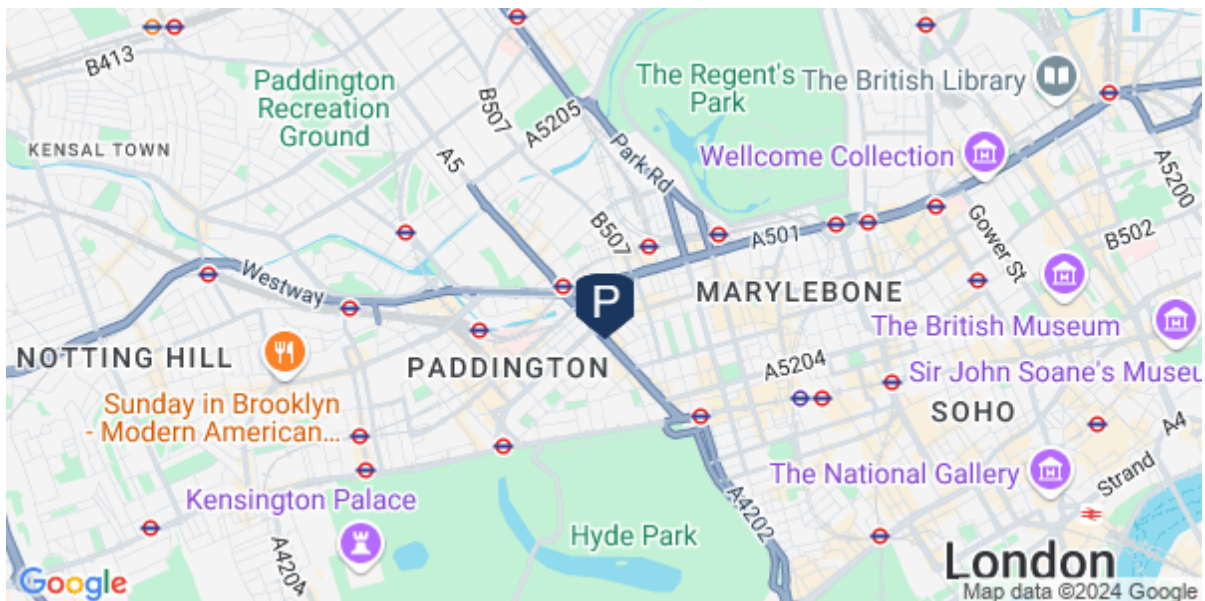 B413
Paddington
Recreation
Ground
KENSAL TOWN
B507
A5205
A5
The Regent's
Park
The British Library
Park Rd
Wellcome Collection
A5200
B507
A501
Gower St
B502
Westway
MARYLEBONE
P
The British Museum
NOTTING HILL
PADDINGTON
A5204
Sir John Soane's Museu
Sunday in Brooklyn
- Modern American...
SOHO
A4
The National Gallery
Strand
Kensington Palace
A4202
Hyde Park
A4204
London
Google
Map data ©2024 Google